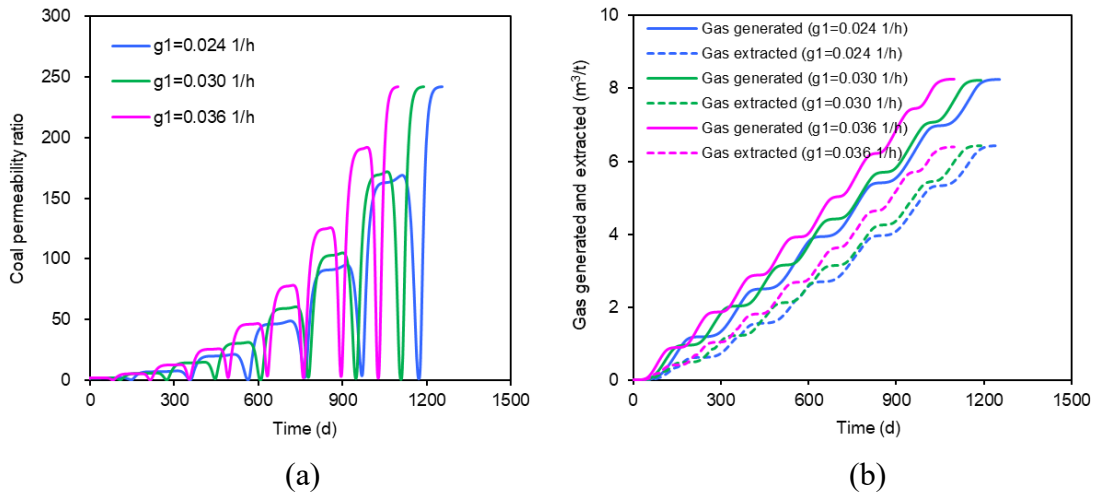 300
250
200
150
100
50
0
Coal permeability ratio
g1=0.024 1/h
g1=0.030 1/h
g1=0.036 1/h
0 300 600 900 1200 1500
Time (d)
(a)
10
8
6
4
2
0
Gas generated and extracted (m³/t)
Gas generated (g1=0.024 1/h)
Gas extracted (g1=0.024 1/h)
Gas generated (g1=0.030 1/h)
Gas extracted (g1=0.030 1/h)
Gas generated (g1=0.036 1/h)
Gas extracted (g1=0.036 1/h)
0 300 600 900 1200 1500
Time (d)
(b)